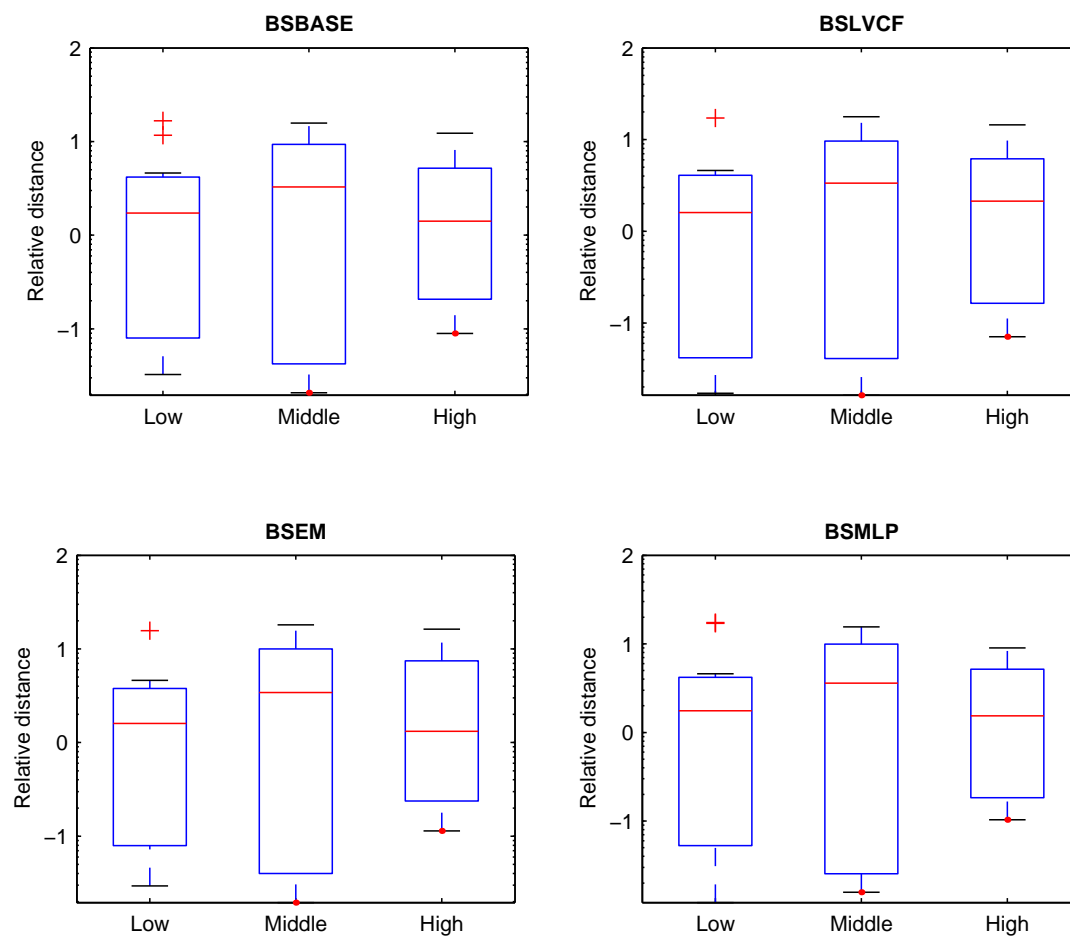 BSBASE
2
1
0
−1
Relative distance
Low Middle High
BSLVCF
2
1
0
−1
Relative distance
Low Middle High
BSEM
2
1
0
−1
Relative distance
Low Middle High
BSMLP
2
1
0
−1
Relative distance
Low Middle High